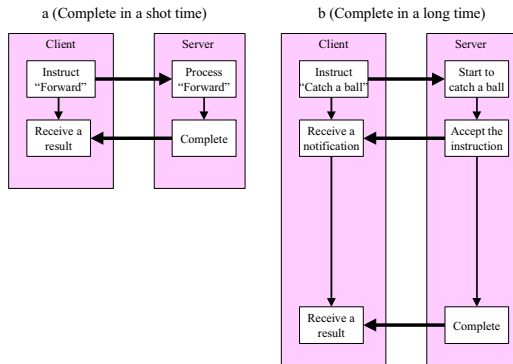 a (Complete in a shot time)
Client
Server
Instruct
“Forward”
Process
“Forward”
Receive a
result
Complete
b (Complete in a long time)
Client
Server
Instruct
“Catch a ball”
Start to
catch a ball
Receive a
notification
Accept the
instruction
Receive a
result
Complete